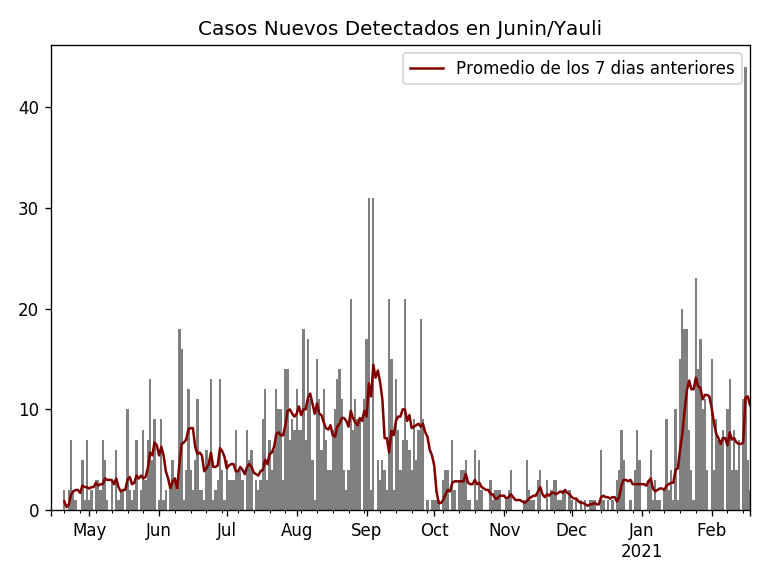 Casos Nuevos Detectados en Junin/Yauli
Promedio de los 7 dias anteriores
40
30
20
10
0
May Jun Jul Aug Sep Oct Nov Dec Jan Feb
2021